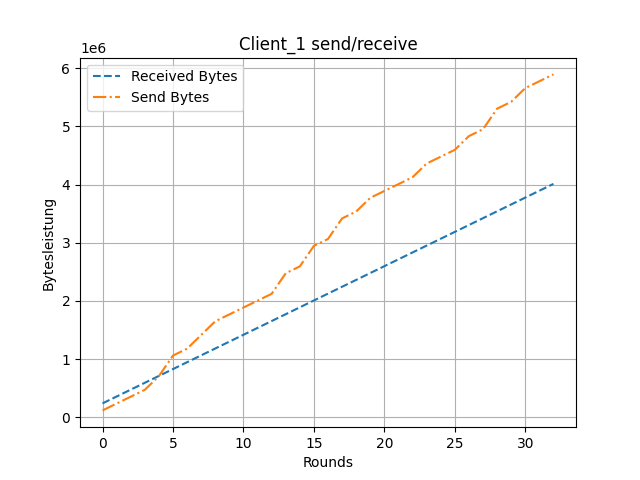 Client_1 send/receive
1e6
Received Bytes
Send Bytes
6
5
4
3
2
1
0
Bytesleistung
0 5 10 15 20 25 30
Rounds